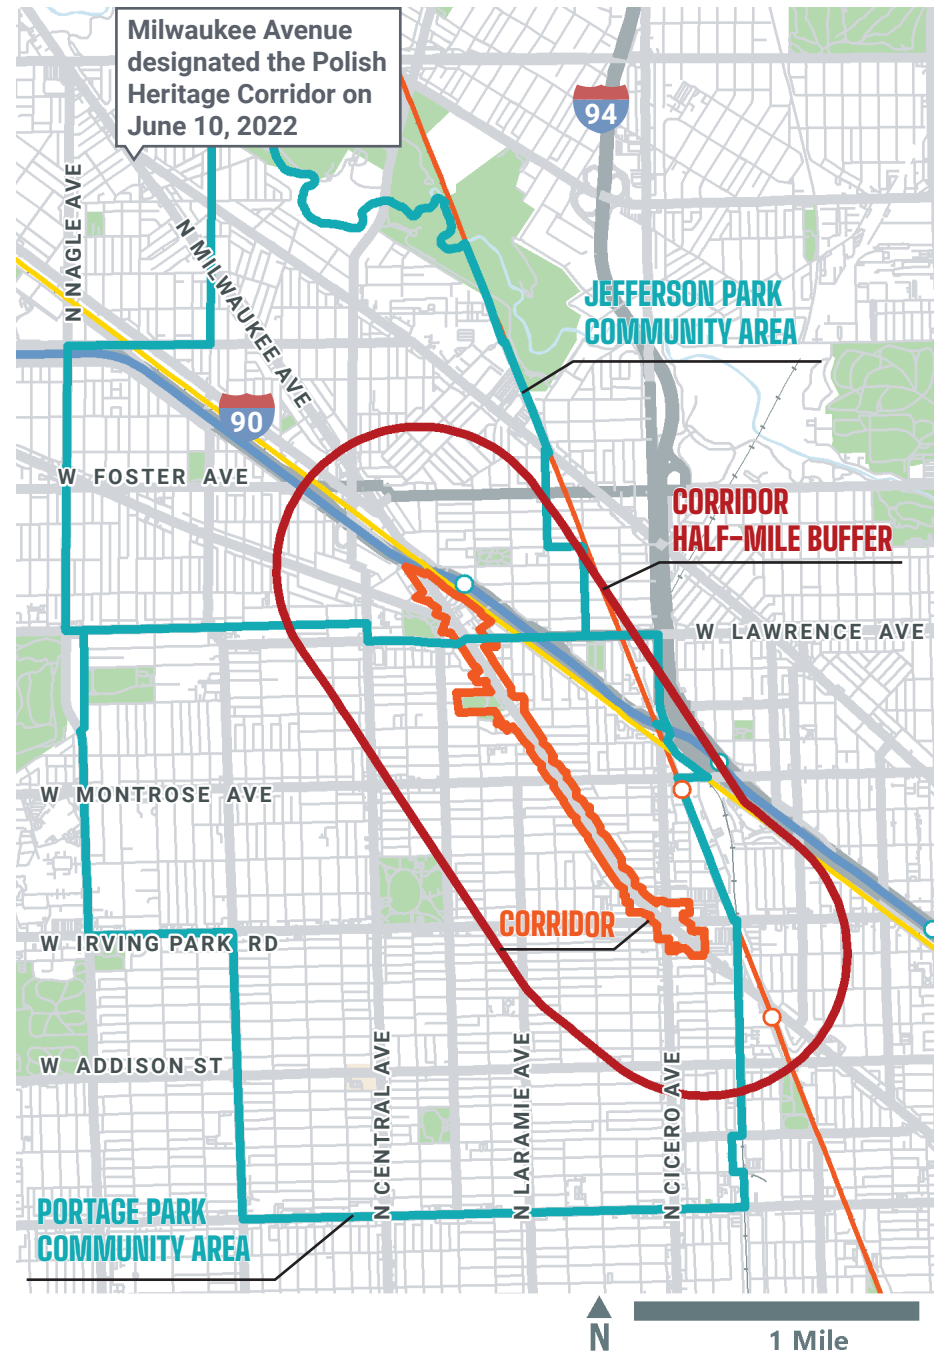 Milwaukee Avenue
designated the Polish
Heritage Corridor on
June 10, 2022
94
N NAGLE AVE
N MILWAUKEE AVE
JEFFERSON PARK
COMMUNITY AREA
90
W FOSTER AVE
CORRIDOR
HALF-MILE BUFFER
W LAWRENCE AVE
W MONTROSE AVE
CORRIDOR
W IRVING PARK RD
W ADDISON ST
N CENTRAL AVE
N LARAMIE AVE
N CICERO AVE
PORTAGE PARK
COMMUNITY AREA
N
1 Mile